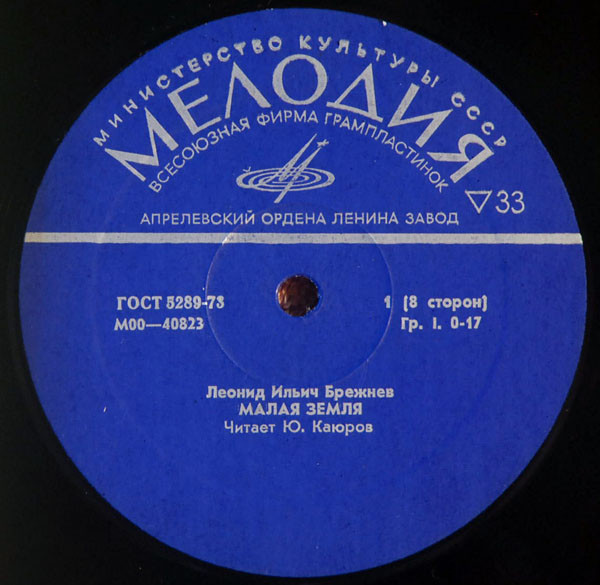 МИНИСТЕРСТВО КУЛЬТУРЫ СССР
МЕЛОДИЯ
ВСЕСОЮЗНАЯ ФИРМА ГРАМПЛАСТИНОК
▽33
АПРЕЛЕВСКИЙ ОРДЕНА ЛЕНИНА ЗАВОД
ГОСТ 5289-73 1 (8 сторон)
М00—40823 Гр. I. 0-17
Леонид Ильич Брежнев
МАЛАЯ ЗЕМЛЯ
Читает Ю. Каюров